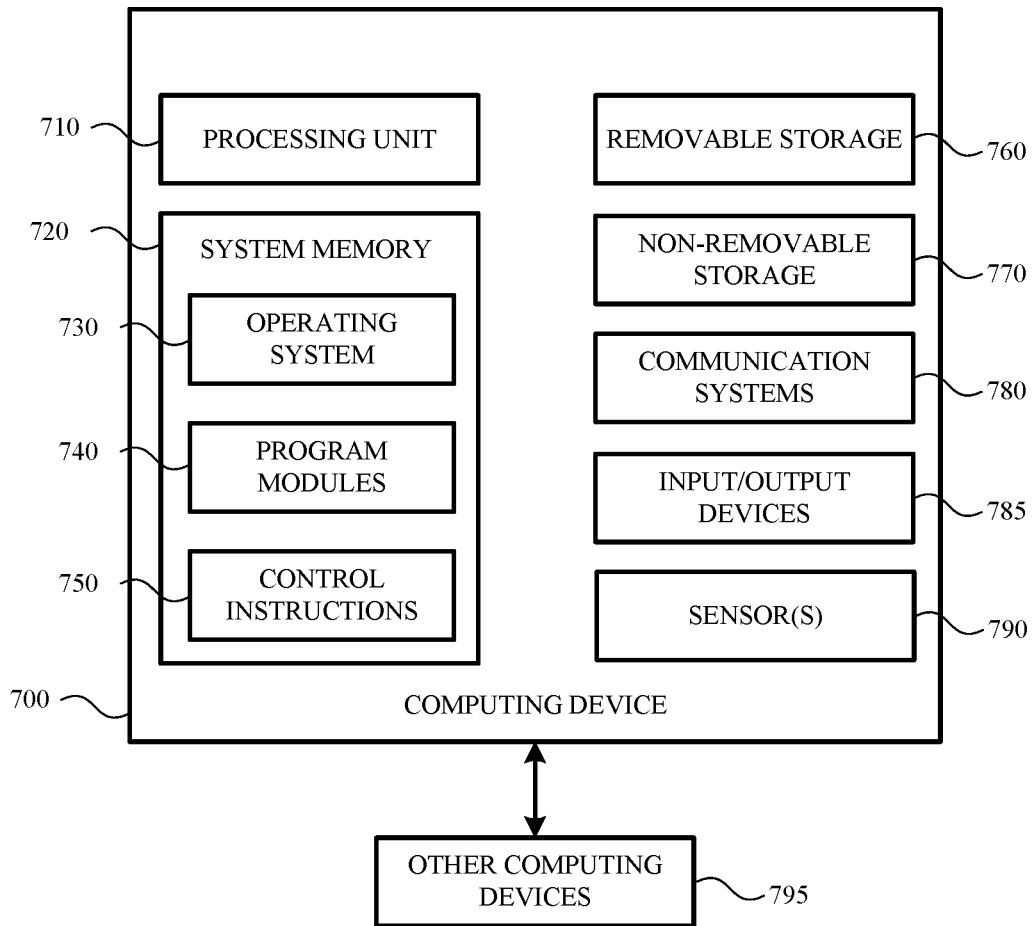 710
PROCESSING UNIT
720
SYSTEM MEMORY
730
OPERATING
SYSTEM
740
PROGRAM
MODULES
750
CONTROL
INSTRUCTIONS
REMOVABLE STORAGE
760
NON-REMOVABLE
STORAGE
770
COMMUNICATION
SYSTEMS
780
INPUT/OUTPUT
DEVICES
785
SENSOR(S)
790
700
COMPUTING DEVICE
OTHER COMPUTING
DEVICES
795